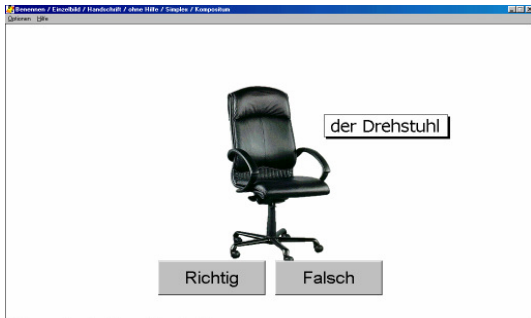 Benennen / Einzelbild / Handschrift / ohne Hilfe / Simplex / Kompositum
Optionen Hilfe
der Drehstuhl
Richtig Falsch